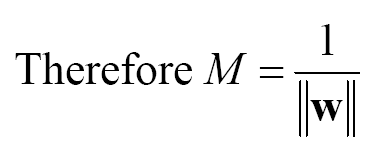 Therefore M = 1 / ‖w‖